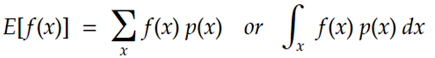 E[f(x)] = ∑ₓ f(x) p(x) or ∫ₓ f(x) p(x) dx